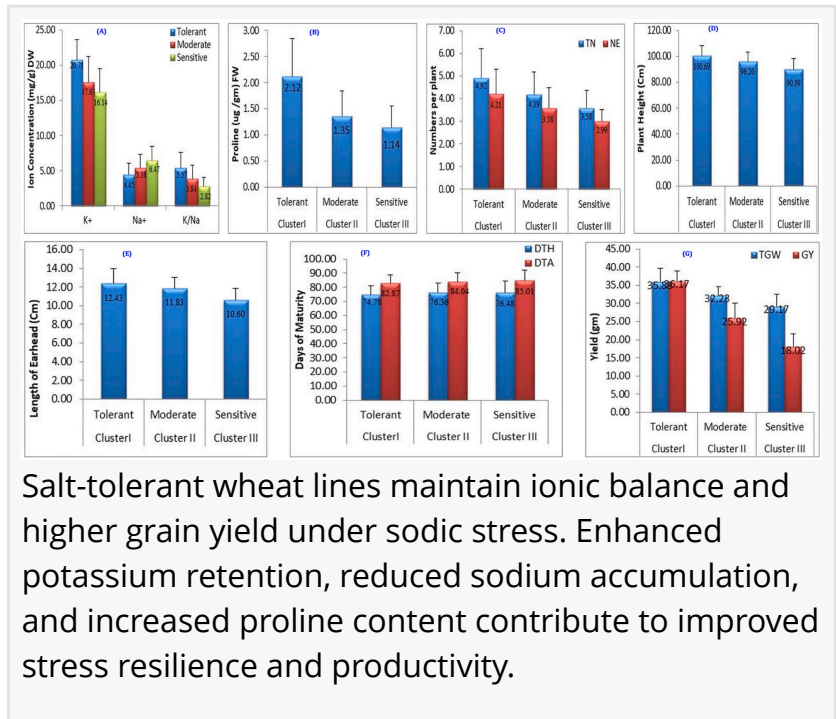 (A)
Tolerant
Moderate
Sensitive
Ion Concentration (mg/g) DW
25.00
20.00
15.00
10.00
5.00
0.00
17.63
16.14
4.45
5.38
6.47
5.37
3.84
2.82
K+ Na+ K/Na
(B)
Proline (ug /gm) FW
3.00
2.50
2.00
1.50
1.00
0.50
0.00
2.12
1.35
1.14
Tolerant Moderate Sensitive
ClusterI Cluster II Cluster III
(C)
TN NE
Numbers per plant
7.00
6.00
5.00
4.00
3.00
2.00
1.00
0.00
4.92 4.21
4.19 3.58
3.58 2.99
Tolerant Moderate Sensitive
ClusterI Cluster II Cluster III
(D)
Plant Height (Cm)
120.00
100.00
80.00
60.00
40.00
20.00
0.00
100.69
96.20
90.09
Tolerant Moderate Sensitive
ClusterI Cluster II Cluster III
(E)
Length of Earhead (Cm)
16.00
14.00
12.00
10.00
8.00
6.00
4.00
2.00
0.00
12.43
11.83
10.60
Tolerant Moderate Sensitive
ClusterI Cluster II Cluster III
(F)
DTH
DTA
Days of Maturity
100.00
90.00
80.00
70.00
60.00
50.00
40.00
30.00
20.00
10.00
0.00
74.78 82.87
76.36 84.04
76.48 85.01
Tolerant Moderate Sensitive
ClusterI Cluster II Cluster III
(G)
TGW GY
Yield (gm)
45.00
40.00
35.00
30.00
25.00
20.00
15.00
10.00
5.00
0.00
36.17
32.28 25.92
29.17 18.02
Tolerant Moderate Sensitive
ClusterI Cluster II Cluster III
Salt-tolerant wheat lines maintain ionic balance and
higher grain yield under sodic stress. Enhanced
potassium retention, reduced sodium accumulation,
and increased proline content contribute to improved
stress resilience and productivity.